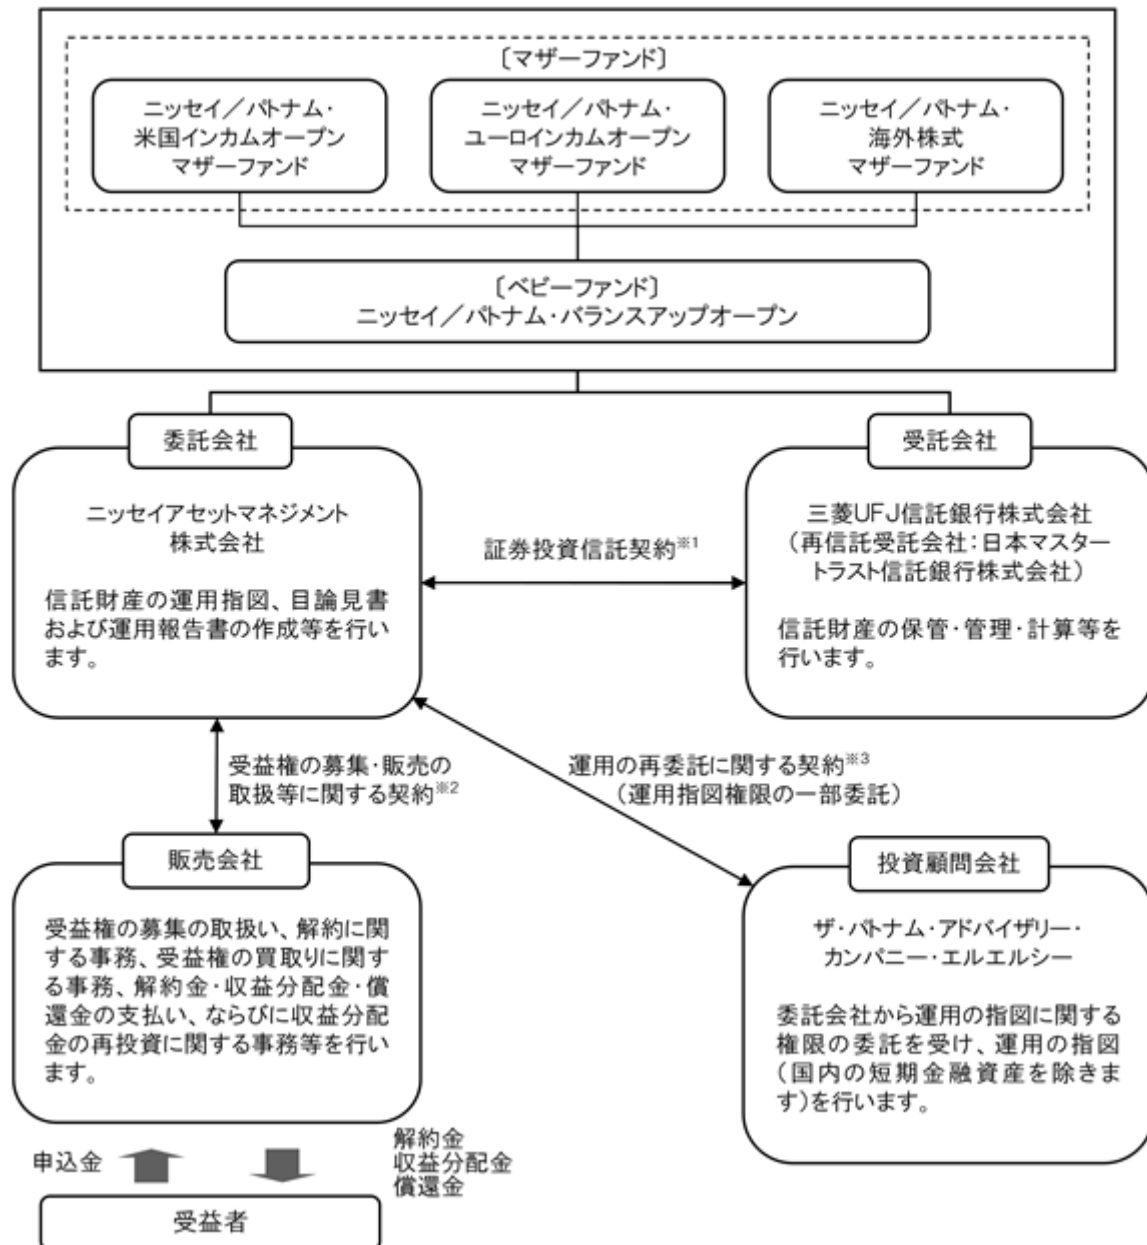 〔マザーファンド〕
ニッセイ／パトナム・
米国インカムオープン
マザーファンド
ニッセイ／パトナム・
ユーロインカムオープン
マザーファンド
ニッセイ／パトナム・
海外株式
マザーファンド
〔ベビーファンド〕
ニッセイ／パトナム・バランスアップオープン
委託会社
ニッセイアセットマネジメント
株式会社
信託財産の運用指図、目論見書
および運用報告書の作成等を行い
ます。
証券投資信託契約※1
受託会社
三菱UFJ信託銀行株式会社
（再信託受託会社：日本マスター
トラスト信託銀行株式会社）
信託財産の保管・管理・計算等を
行います。
受益権の募集・販売の
取扱等に関する契約※2
運用の再委託に関する契約※3
（運用指図権限の一部委託）
販売会社
受益権の募集の取扱い、解約に関
する事務、受益権の買取りに関す
る事務、解約金・収益分配金・償
還金の支払い、ならびに収益分配
金の再投資に関する事務等を行い
ます。
投資顧問会社
ザ・パトナム・アドバイザリー・
カンパニー・エルエルシー
委託会社から運用の指図に関する
権限の委託を受け、運用の指図
（国内の短期金融資産を除きま
す）を行います。
申込金
解約金
収益分配金
償還金
受益者